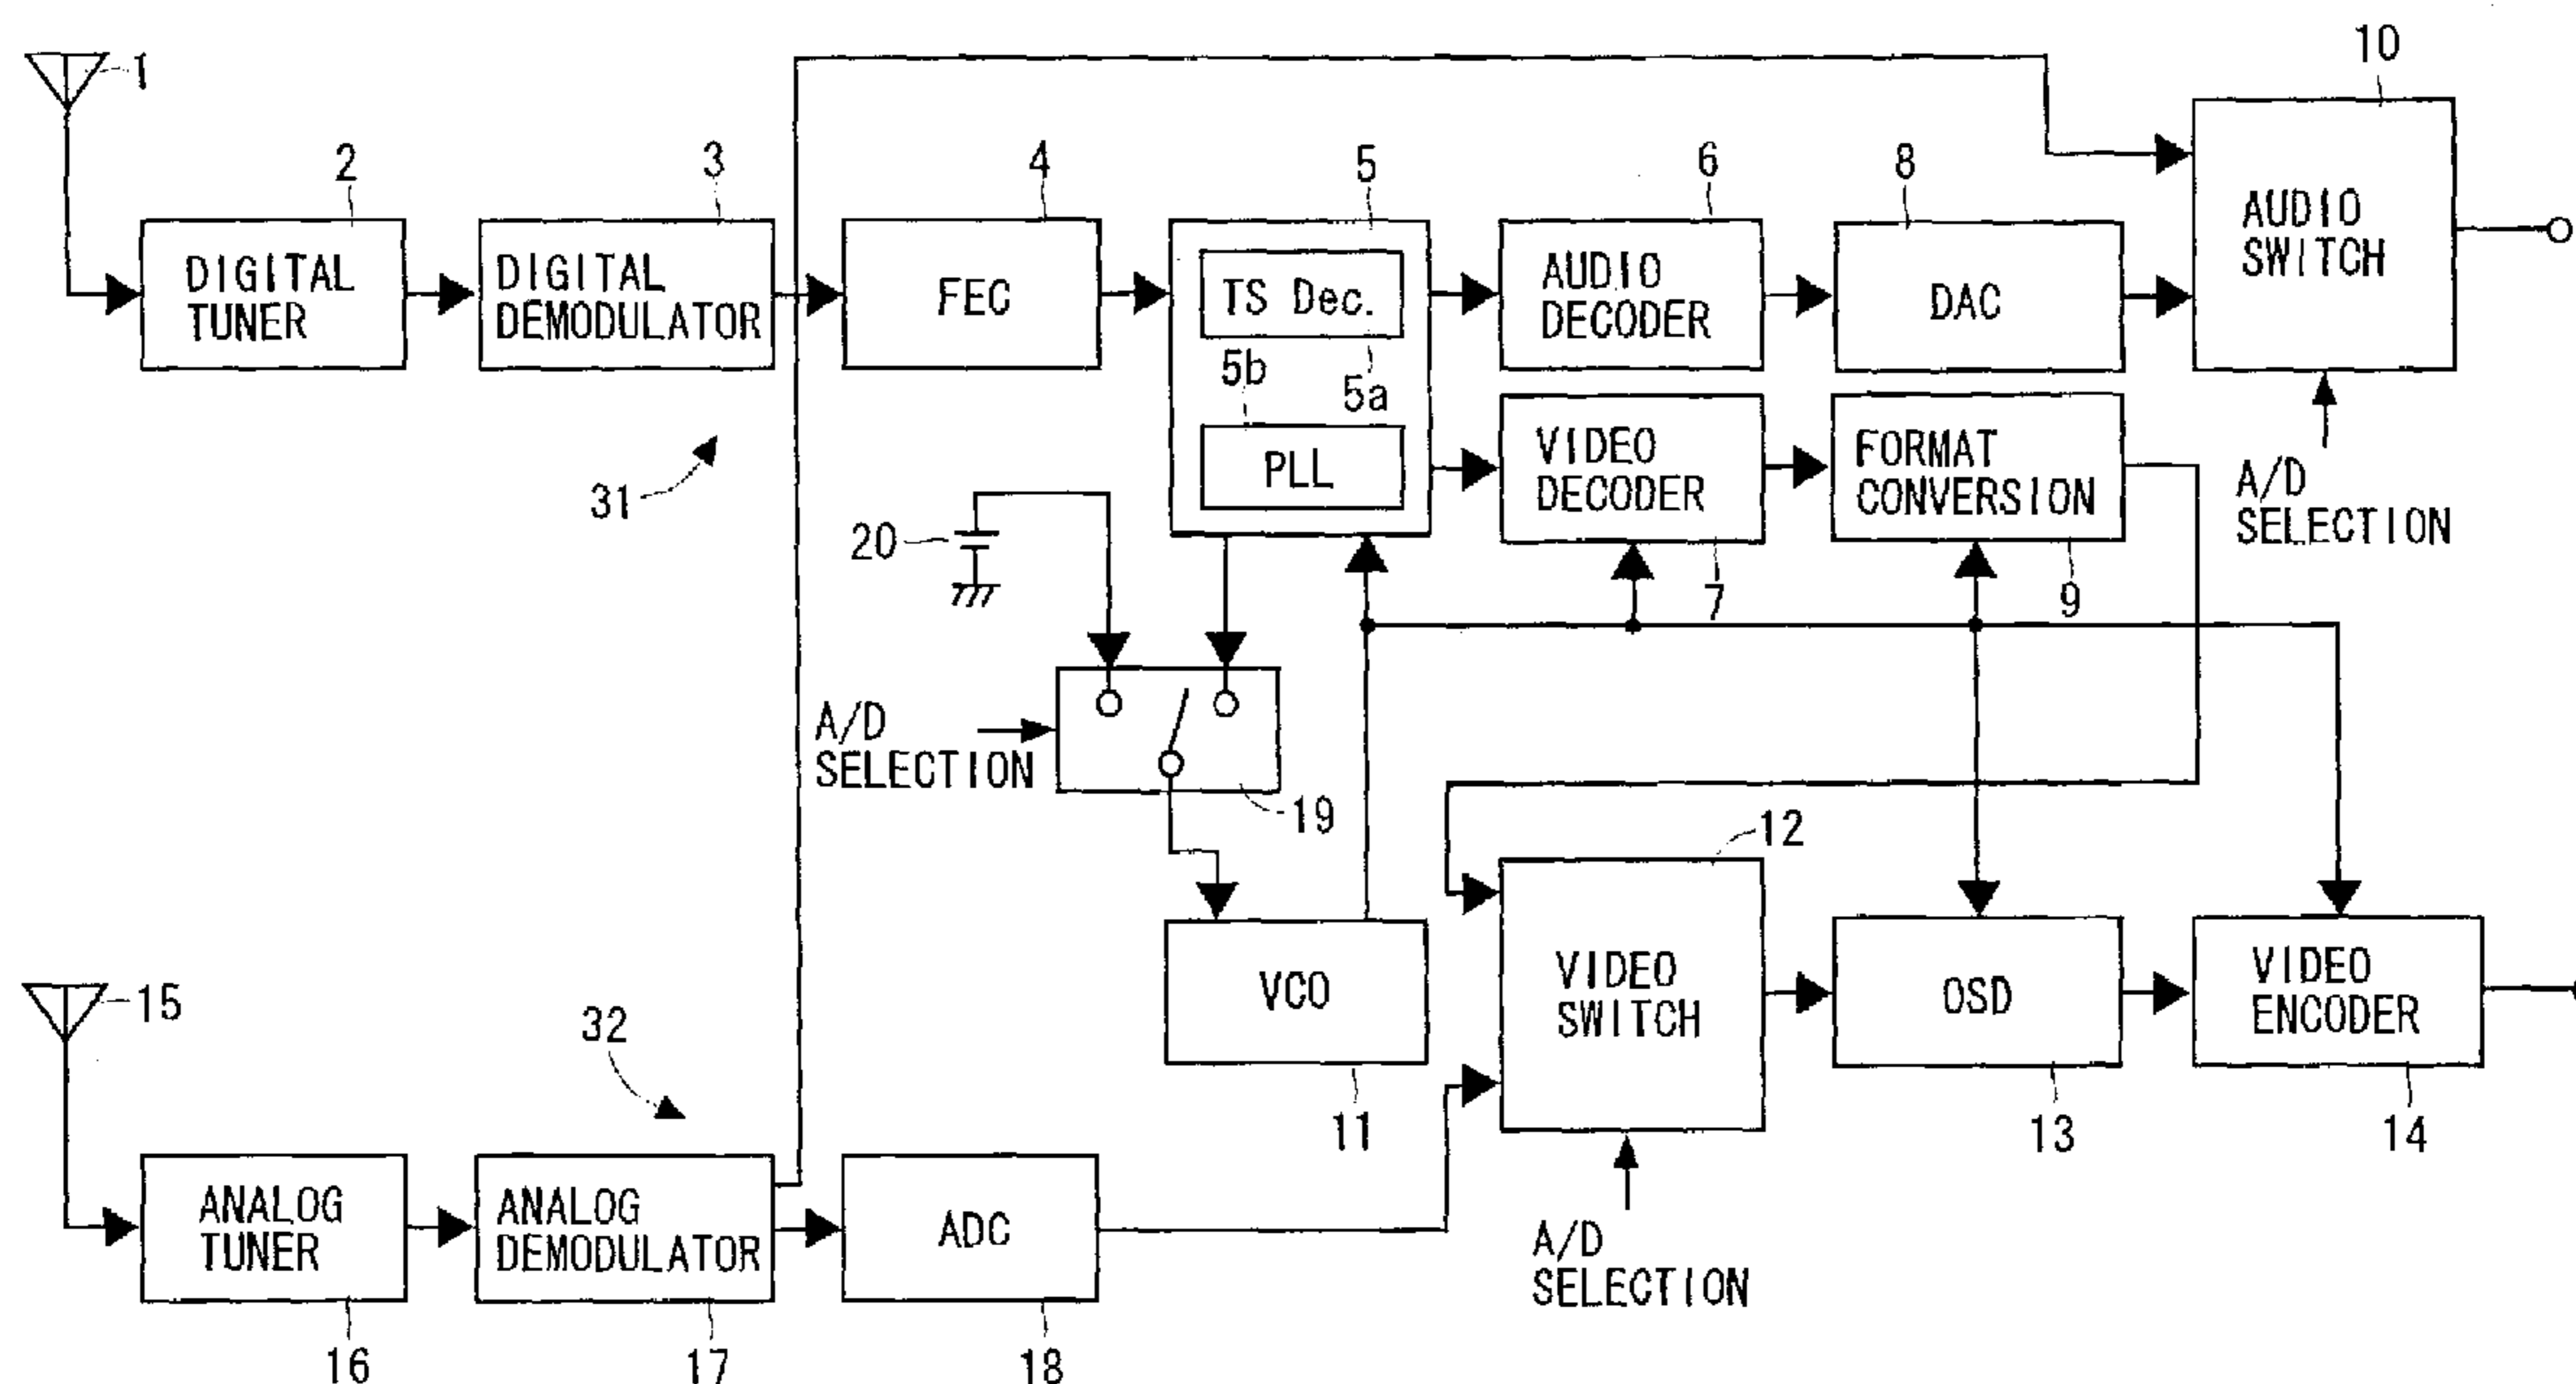 10
1
2
3
4
5
6
8
AUDIO
SWITCH
DIGITAL
TUNER
DIGITAL
DEMODULATOR
FEC
TS Dec.
AUDIO
DECODER
DAC
5b
5a
31
PLL
VIDEO
DECODER
FORMAT
CONVERSION
A/D
SELECTION
20
7
9
A/D
SELECTION
19
12
15
32
VCO
VIDEO
SWITCH
OSD
VIDEO
ENCODER
11
13
14
ANALOG
TUNER
ANALOG
DEMODULATOR
ADC
A/D
SELECTION
16
17
18